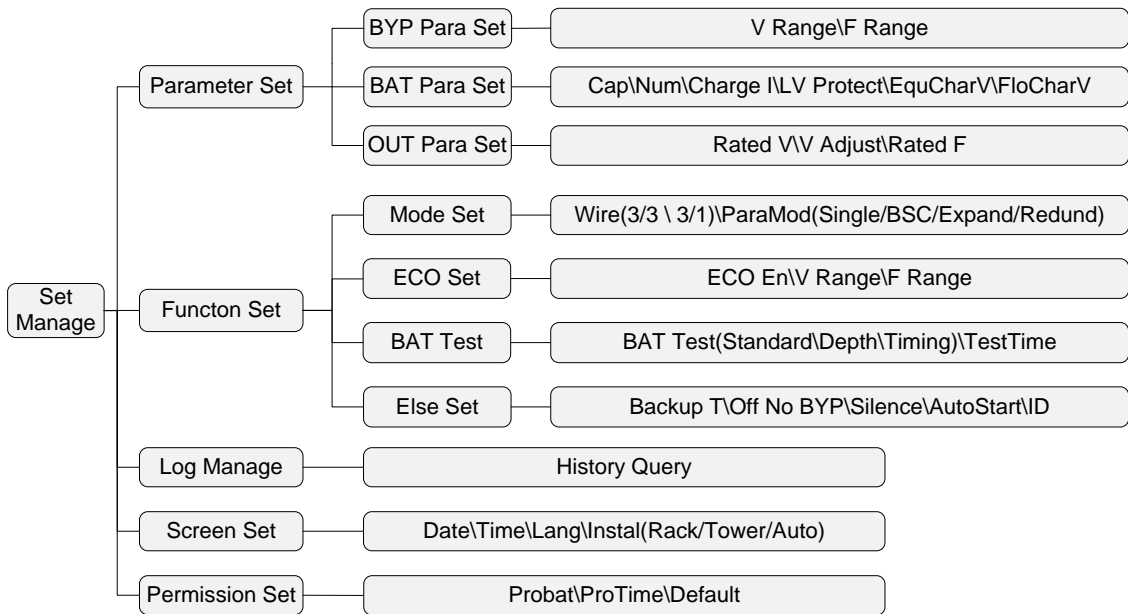 BYP Para Set
V Range\F Range
Parameter Set
BAT Para Set
Cap\Num\Charge I\LV Protect\EquCharV\FloCharV
OUT Para Set
Rated V\V Adjust\Rated F
Mode Set
Wire(3/3 \ 3/1)\ParaMod(Single/BSC/Expand/Redund)
ECO Set
ECO En\V Range\F Range
Set
Manage
Functon Set
BAT Test
BAT Test(Standard\Depth\Timing)\TestTime
Else Set
Backup T\Off No BYP\Silence\AutoStart\ID
Log Manage
History Query
Screen Set
Date\Time\Lang\Instal(Rack/Tower/Auto)
Permission Set
Probat\ProTime\Default